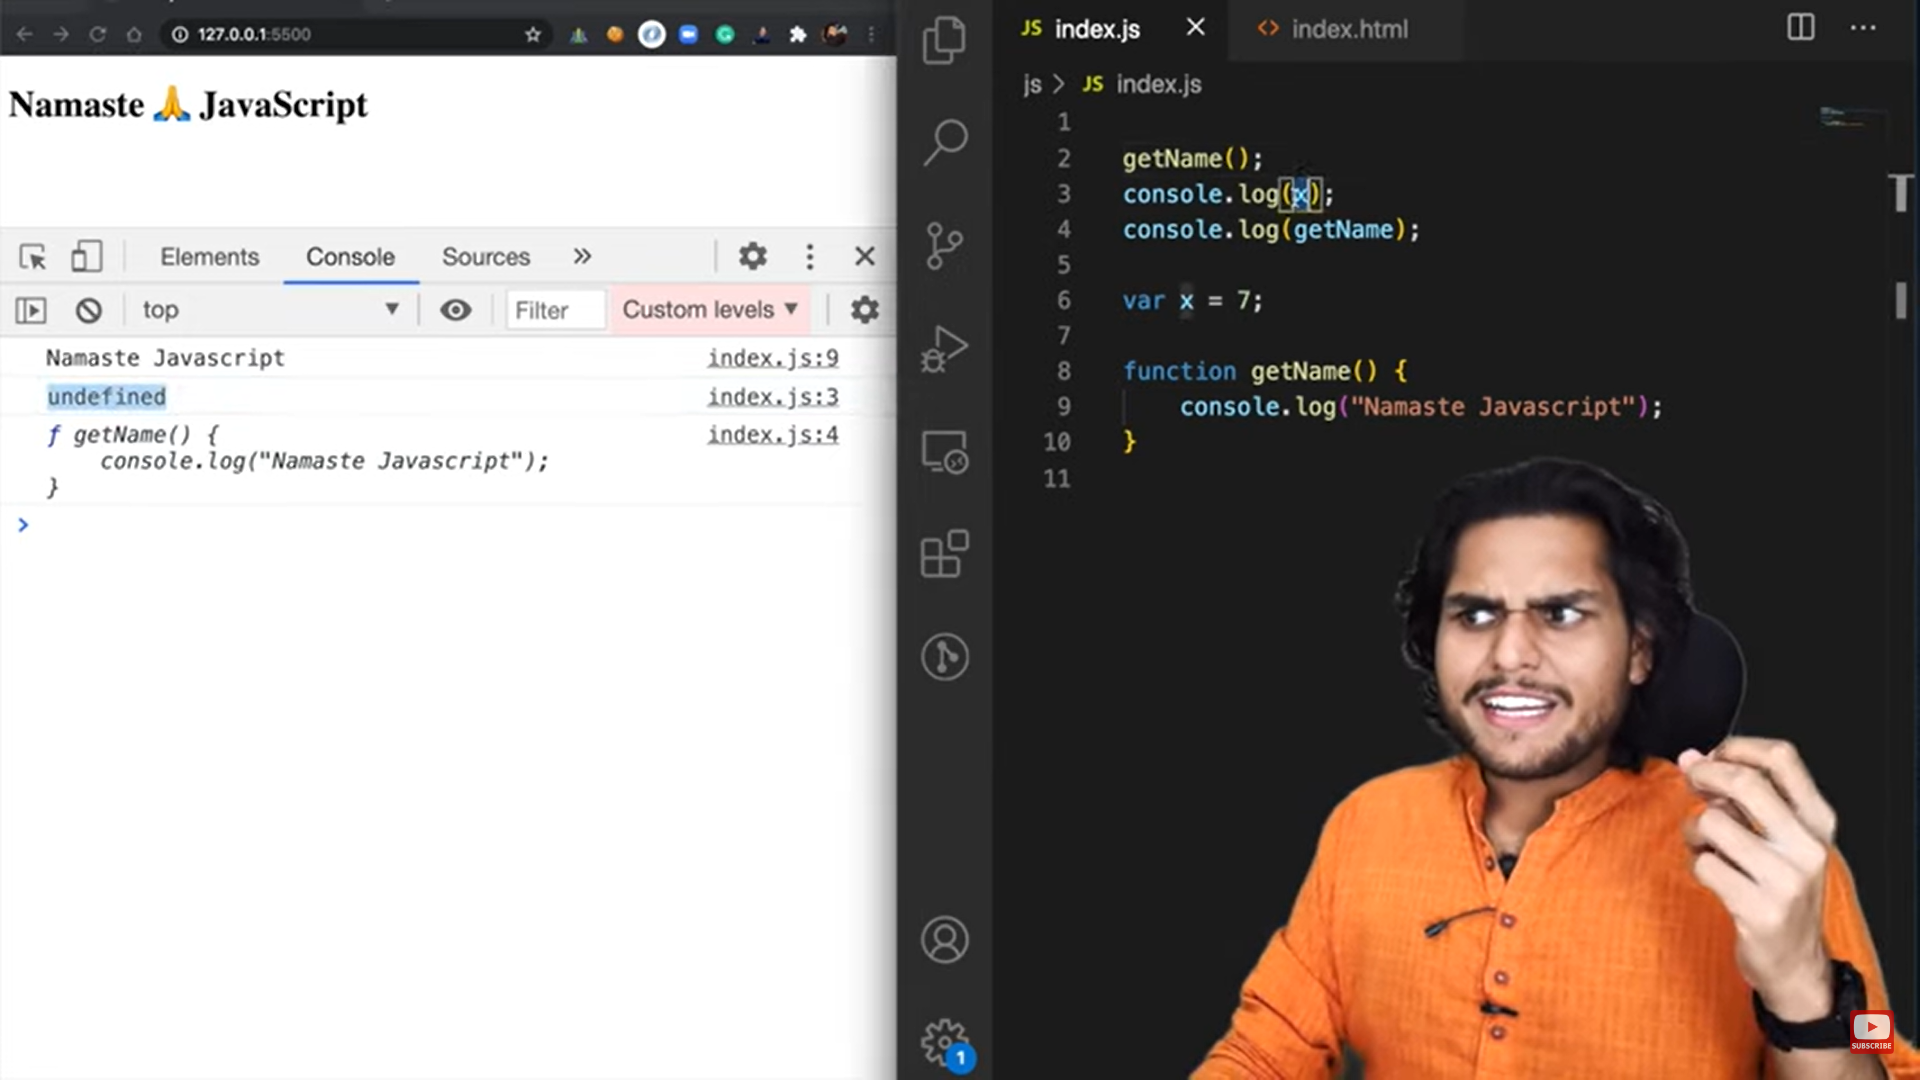 127.0.0.1:5500
Namaste 🙏 JavaScript
Elements Console Sources »
top Filter Custom levels
Namaste Javascript index.js:9
undefined index.js:3
ƒ getName() { index.js:4
console.log("Namaste Javascript");
}
>
JS index.js index.html
js > JS index.js
1
2 getName();
3 console.log(x);
4 console.log(getName);
5
6 var x = 7;
7
8 function getName() {
9 console.log("Namaste Javascript");
10 }
11
1
SUBSCRIBE